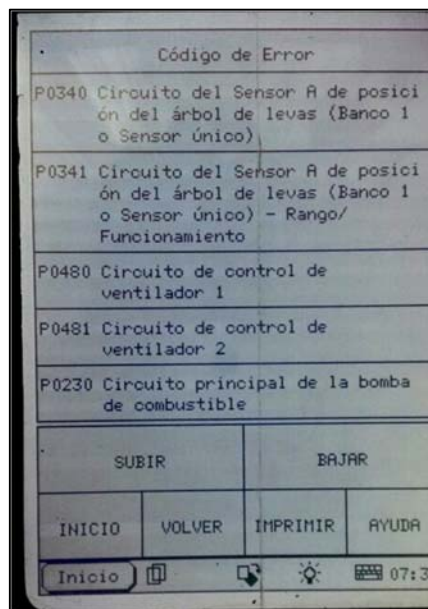 Código de Error
P0340 Circuito del Sensor A de posici
ón del árbol de levas (Banco 1
o Sensor único)
P0341 Circuito del Sensor A de posici
ón del árbol de levas (Banco 1
o Sensor único) - Rango/
Funcionamiento
P0480 Circuito de control de
ventilador 1
P0481 Circuito de control de
ventilador 2
P0230 Circuito principal de la bomba
de combustible
SUBIR BAJAR
INICIO VOLVER IMPRIMIR AYUDA
Inicio 07:3